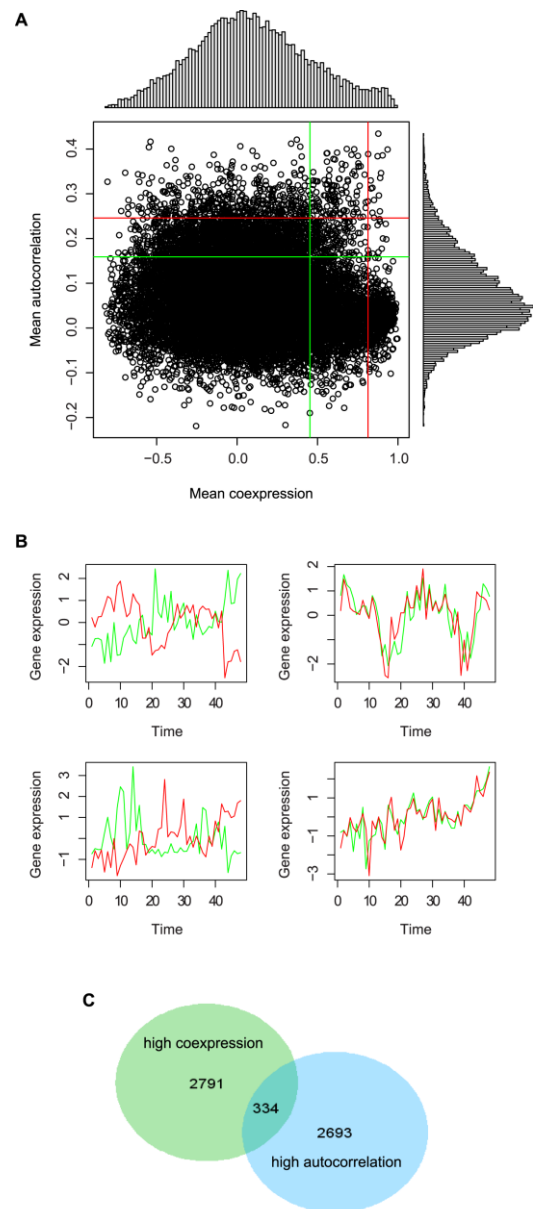 A
Mean autocorrelation
0.4
0.3
0.2
0.1
0.0
−0.1
−0.2
−0.5 0.0 0.5 1.0
Mean coexpression
B
Gene expression
2
1
0
−2
0 10 20 30 40
Time
Gene expression
2
1
0
−2
0 10 20 30 40
Time
Gene expression
3
2
1
−1
0 10 20 30 40
Time
Gene expression
1
−1
−3
0 10 20 30 40
Time
C
high coexpression
2791
334
2693
high autocorrelation